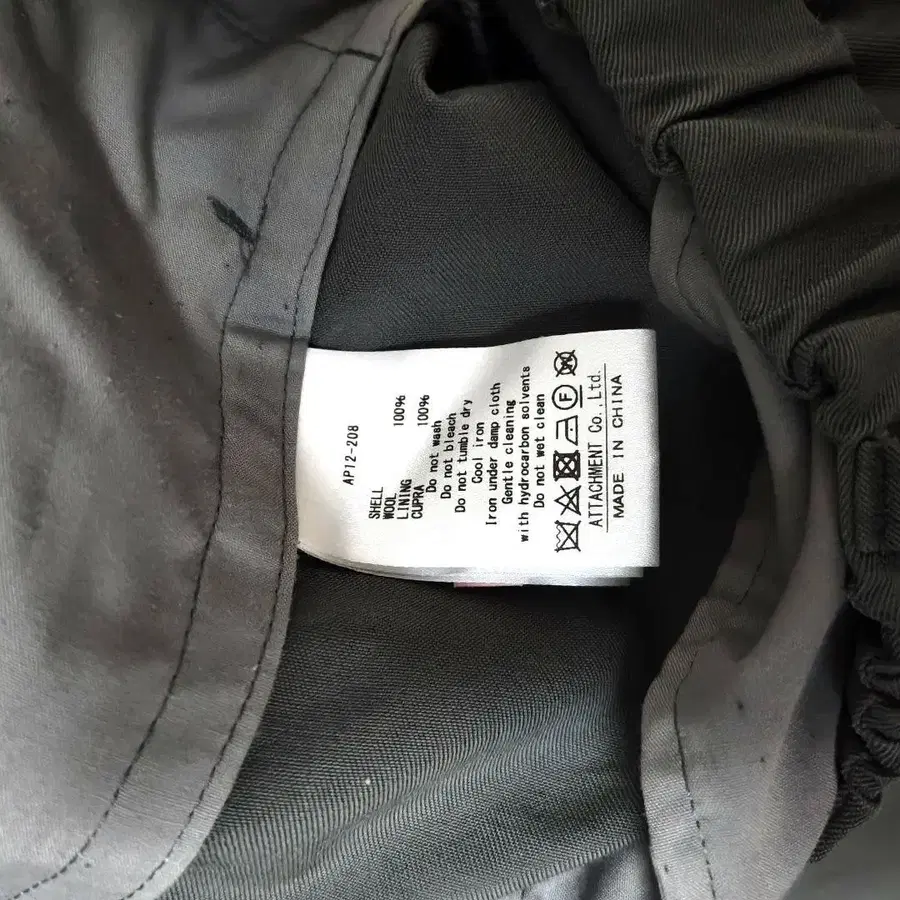 AP12-208
SHELL
WOOL 100%
LINING
CUPRA 100%
Do not wash
Do not bleach
Do not tumble dry
Cool iron
Iron under damp cloth
Gentle cleaning
with hydrocarbon solvents
Do not wet clean
F
ATTACHMENT Co.,Ltd.
MADE IN CHINA